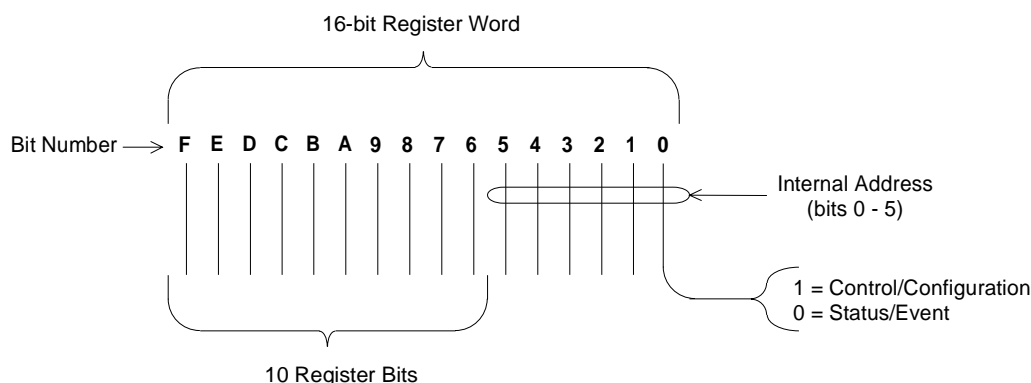 16-bit Register Word
Bit Number F E D C B A 9 8 7 6 5 4 3 2 1 0
Internal Address
(bits 0 - 5)
1 = Control/Configuration
0 = Status/Event
10 Register Bits